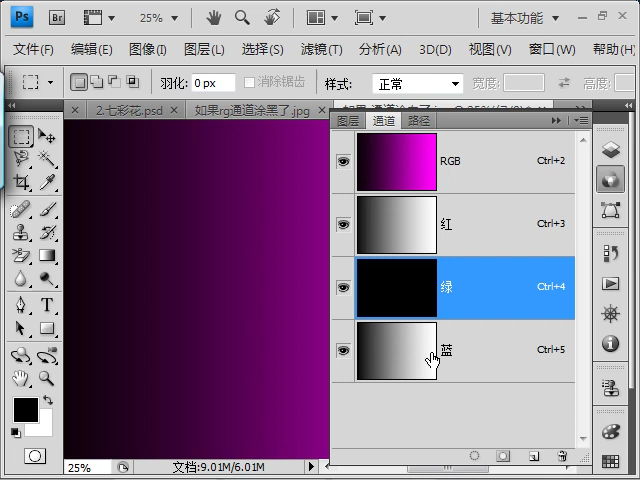 Ps Br 25% 基本功能
文件(F) 编辑(E) 图像(I) 图层(L) 选择(S) 滤镜(T) 分析(A) 3D(D) 视图(V) 窗口(W) 帮助(H)
羽化: 0 px 消除锯齿 样式: 正常 宽度: 高度:
2.七彩花.psd × 如果rg通道涂黑了.jpg ×
图层 通道 路径
RGB Ctrl+2
红 Ctrl+3
绿 Ctrl+4
蓝 Ctrl+5
T
25% 文档:9.01M/6.01M